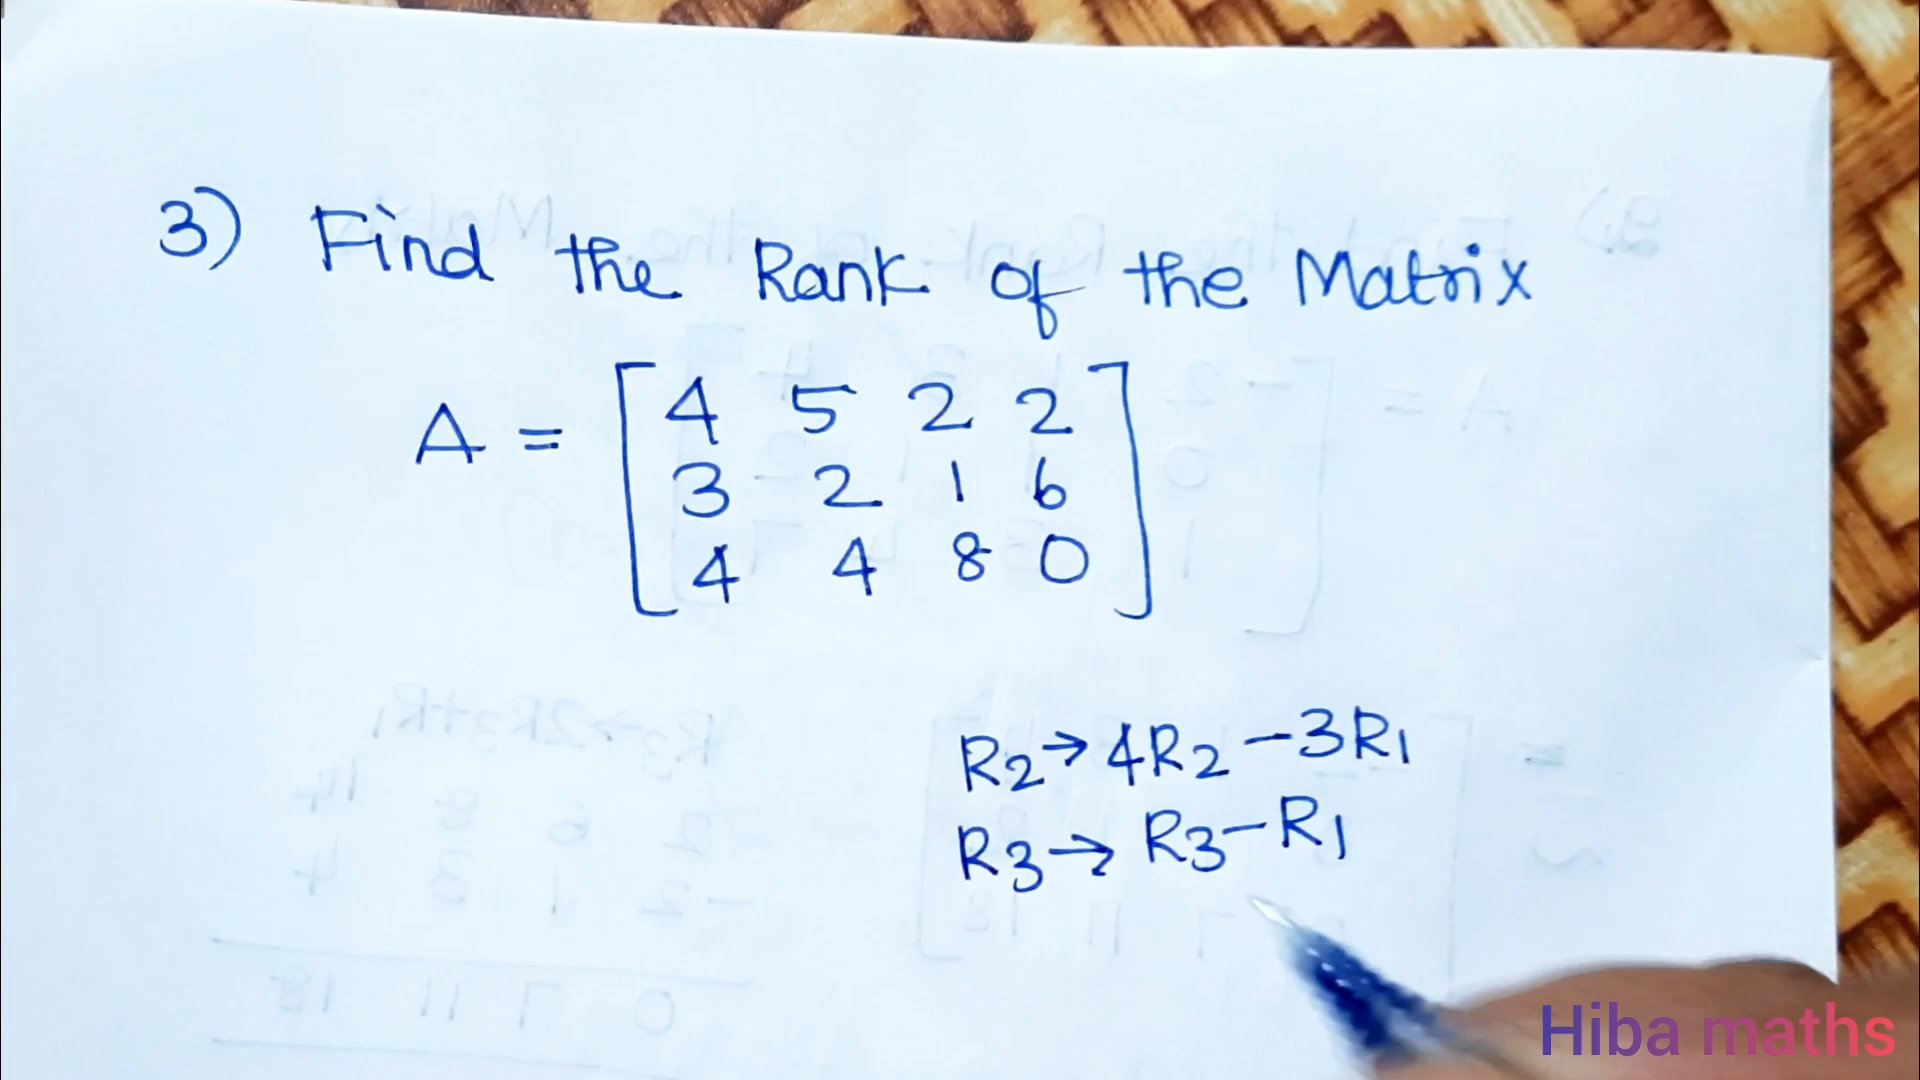 3) Find the Rank of the Matrix
A = [4 5 2 2
3 2 1 6
4 4 8 0]
R2→4R2-3R1
R3→R3-R1
Hiba maths